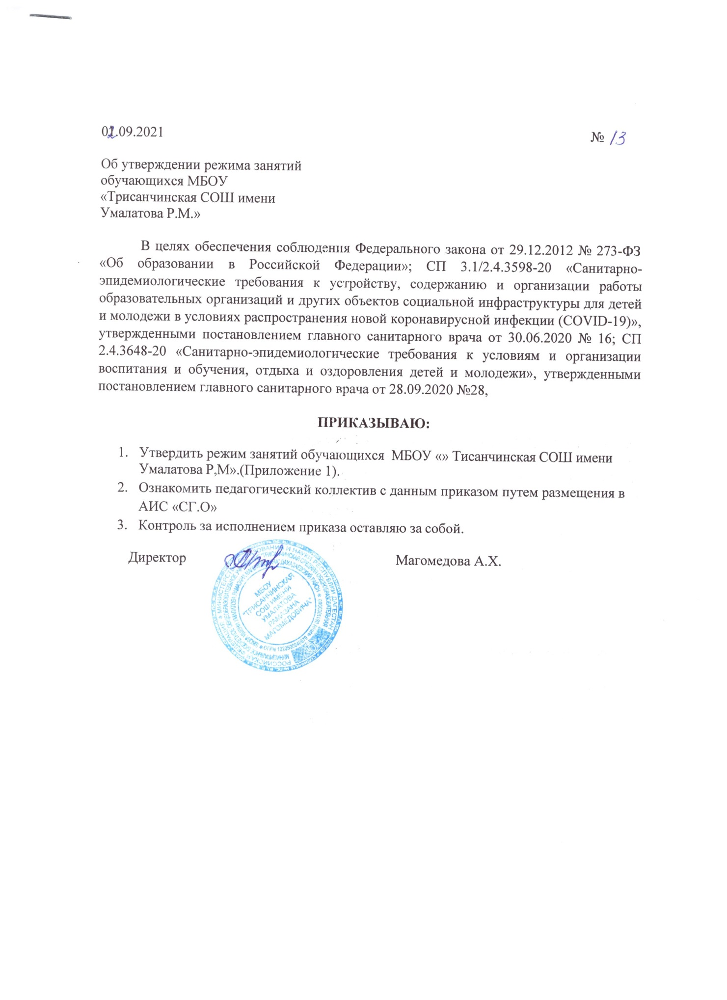 02.09.2021
№ 13
Об утверждении режима занятий
обучающихся МБОУ
«Трисанчинская СОШ имени
Умалатова Р.М.»
В целях обеспечения соблюдения Федерального закона от 29.12.2012 № 273-ФЗ
«Об образовании в Российской Федерации»; СП 3.1/2.4.3598-20 «Санитарно-
эпидемиологические требования к устройству, содержанию и организации работы
образовательных организаций и других объектов социальной инфраструктуры для детей
и молодежи в условиях распространения новой коронавирусной инфекции (COVID-19)»,
утвержденными постановлением главного санитарного врача от 30.06.2020 № 16; СП
2.4.3648-20 «Санитарно-эпидемиологические требования к условиям и организации
воспитания и обучения, отдыха и оздоровления детей и молодежи», утвержденными
постановлением главного санитарного врача от 28.09.2020 №28,
ПРИКАЗЫВАЮ:
1. Утвердить режим занятий обучающихся МБОУ «» Тисанчинская СОШ имени
Умалатова Р,М».(Приложение 1).
2. Ознакомить педагогический коллектив с данным приказом путем размещения в
АИС «СГ.О»
3. Контроль за исполнением приказа оставляю за собой.
Директор
Магомедова А.Х.
МБОУ
"ТРИСАНЧИНСКАЯ
СОШ ИМЕНИ
УМАЛАТОВА
РАМАЗАНА
МАГОМЕДОВИЧА"